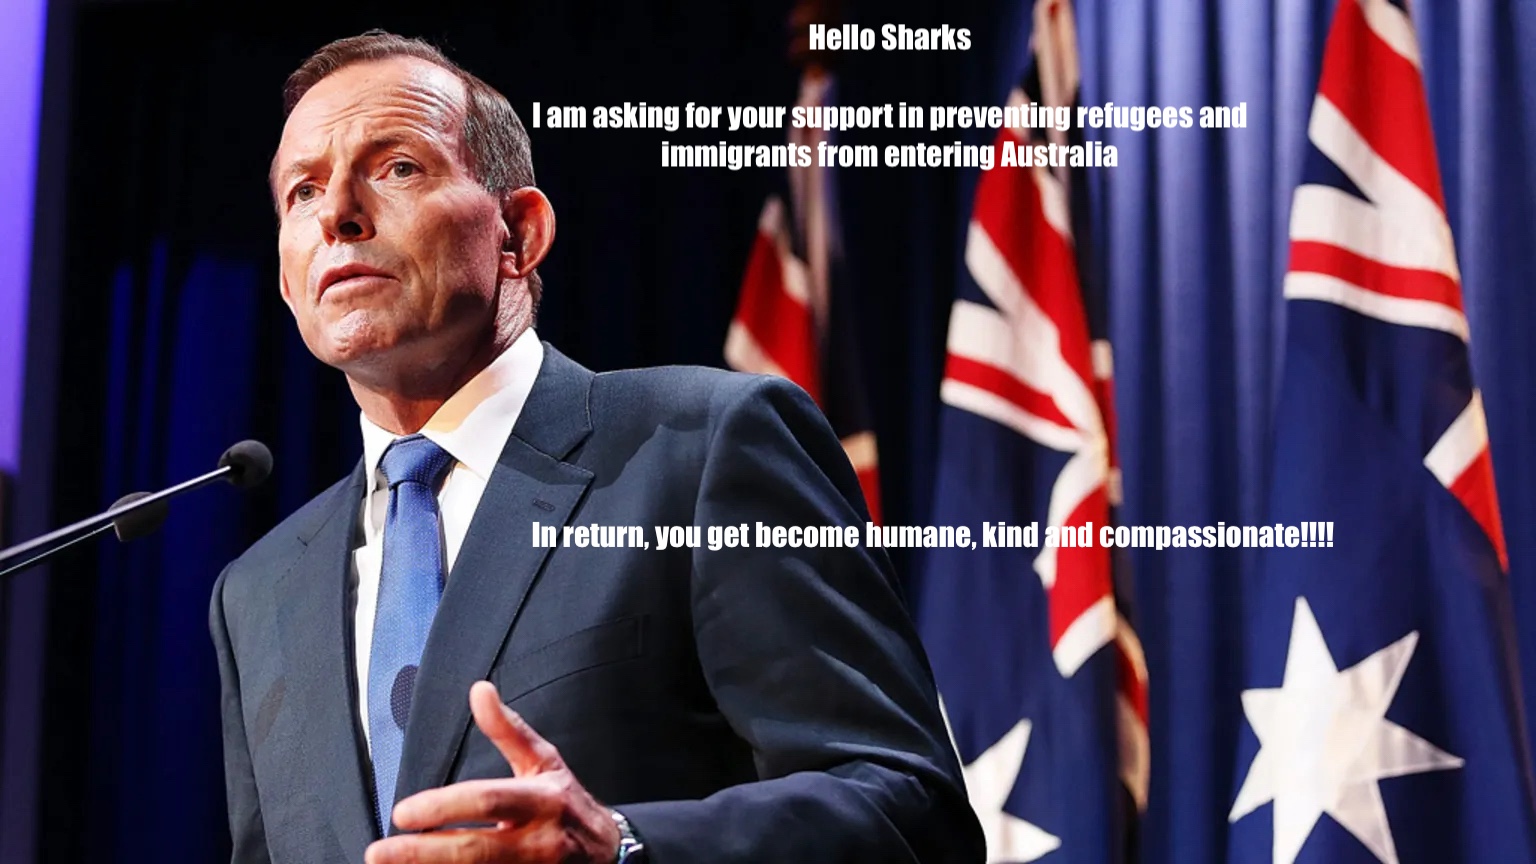 Hello Sharks
I am asking for your support in preventing refugees and
immigrants from entering Australia
In return, you get become humane, kind and compassionate!!!!